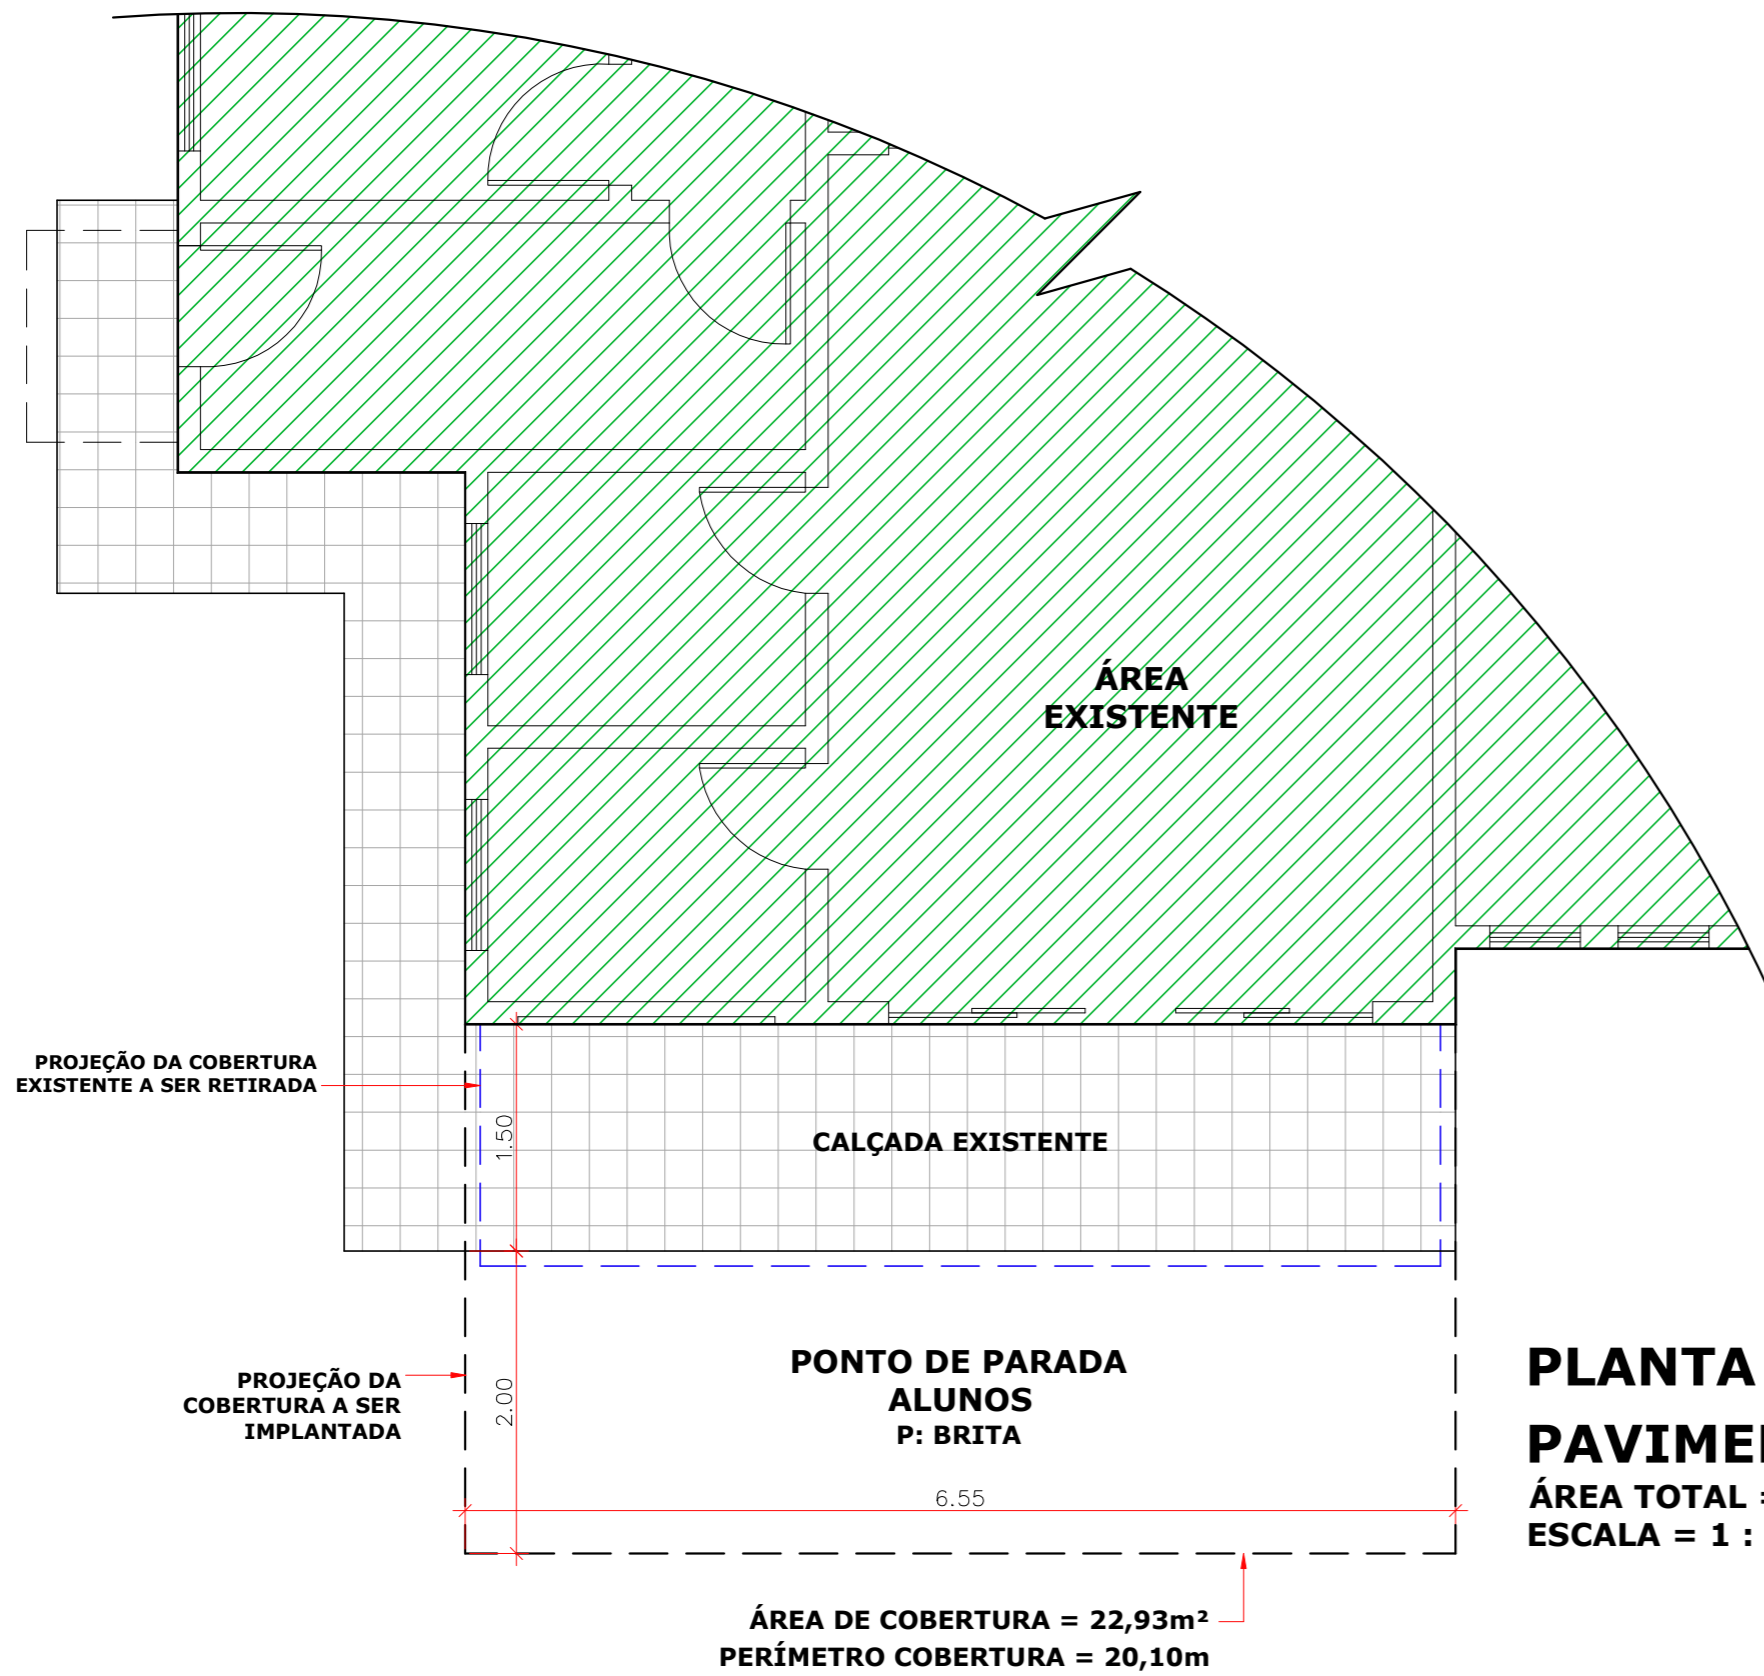 ÁREA
EXISTENTE
PROJEÇÃO DA COBERTURA
EXISTENTE A SER RETIRADA
1.50
CALÇADA EXISTENTE
PROJEÇÃO DA
COBERTURA A SER
IMPLANTADA
2.00
PONTO DE PARADA
ALUNOS
P: BRITA
6.55
PLANTA
PAVIME
ÁREA TOTAL =
ESCALA = 1 :
ÁREA DE COBERTURA = 22,93m²
PERÍMETRO COBERTURA = 20,10m